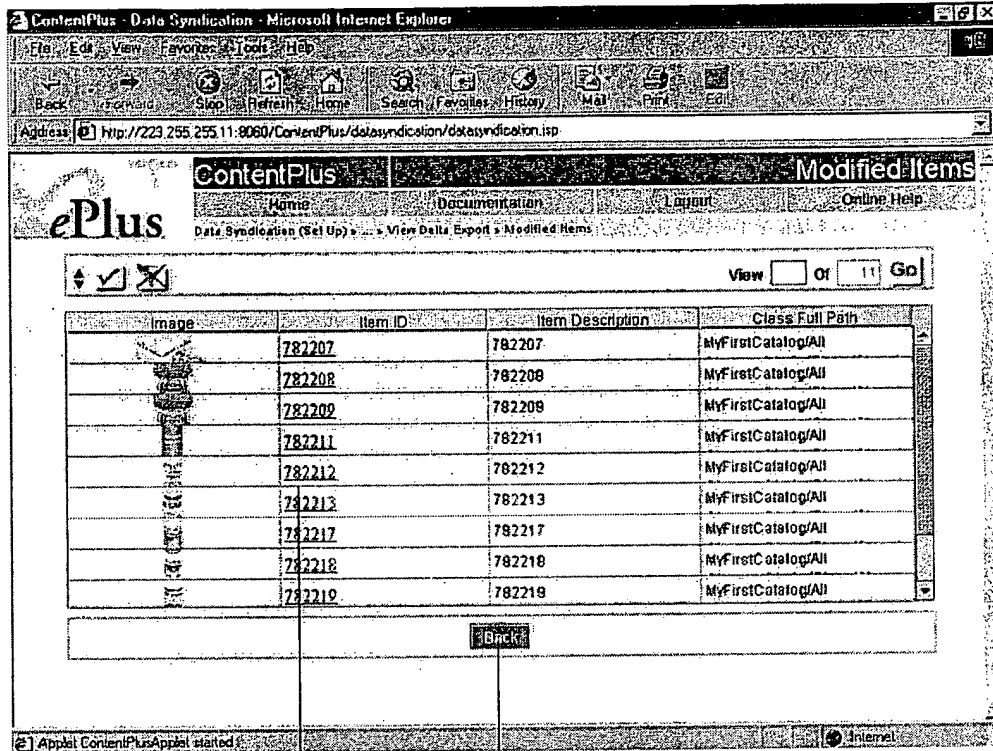 ContentPlus - Data Syndication - Microsoft Internet Explorer
File Edit View Favorites Tools Help
Back Forward Stop Refresh Home Search Favorites History Mail Print Edit
Address http://223.255.255.11:8060/ContentPlus/datasyndication/datasyndication.jsp
ePlus
ContentPlus Modified Items
Home Documentation Logout Online Help
Data Syndication (Set Up) » ... » View Delta Export » Modified Items
View Of 11 Go
Image Item ID Item Description Class Full Path
782207 782207 MyFirstCatalog/All
782208 782208 MyFirstCatalog/All
782209 782209 MyFirstCatalog/All
782211 782211 MyFirstCatalog/All
782212 782212 MyFirstCatalog/All
782213 782213 MyFirstCatalog/All
782217 782217 MyFirstCatalog/All
782218 782218 MyFirstCatalog/All
782219 782219 MyFirstCatalog/All
Back
Applet ContentPlusApplet started Internet